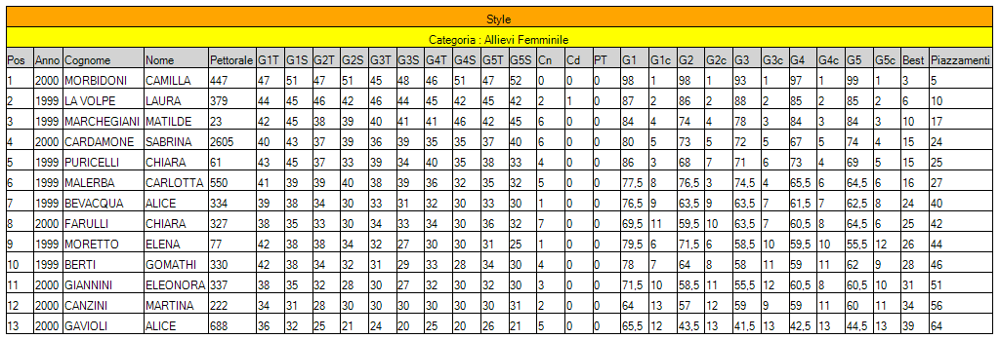 Style
Categoria : Allievi Femminile
Pos Anno Cognome Nome Pettorale G1T G1S G2T G2S G3T G3S G4T G4S G5T G5S Cn Cd PT G1 G1c G2 G2c G3 G3c G4 G4c G5 G5c Best Piazzamenti
1 2000 MORBIDONI CAMILLA 447 47 51 47 51 45 48 46 51 47 52 0 0 0 98 1 98 1 93 1 97 1 99 1 3 5
2 1999 LA VOLPE LAURA 379 44 45 46 42 46 44 45 42 45 42 2 1 0 87 2 86 2 88 2 85 2 85 2 6 10
3 1999 MARCHEGIANI MATILDE 23 42 45 38 39 40 41 41 46 42 45 6 0 0 84 4 74 4 78 3 84 3 84 3 10 17
4 2000 CARDAMONE SABRINA 2605 40 43 37 39 36 39 35 35 37 40 6 0 0 80 5 73 5 72 5 67 5 74 4 15 24
5 1999 PURICELLI CHIARA 61 43 45 37 33 39 34 40 35 38 33 4 0 0 86 3 68 7 71 6 73 4 69 5 15 25
6 1999 MALERBA CARLOTTA 550 41 39 39 40 38 39 36 32 35 32 5 0 0 77,5 8 76,5 3 74,5 4 65,5 6 64,5 6 16 27
7 1999 BEVACQUA ALICE 334 39 38 34 30 33 31 32 30 33 30 1 0 0 76,5 9 63,5 9 63,5 7 61,5 7 62,5 8 24 40
8 2000 FARULLI CHIARA 327 38 35 33 30 34 33 34 30 36 32 7 0 0 69,5 11 59,5 10 63,5 7 60,5 8 64,5 6 25 42
9 1999 MORETTO ELENA 77 42 38 38 34 32 27 30 30 31 25 1 0 0 79,5 6 71,5 6 58,5 10 59,5 10 55,5 12 26 44
10 1999 BERTI GOMATHI 330 42 38 34 32 31 29 33 28 34 30 4 0 0 78 7 64 8 58 11 59 11 62 9 28 46
11 2000 GIANNINI ELEONORA 337 38 35 32 28 30 27 32 30 32 30 3 0 0 71,5 10 58,5 11 55,5 12 60,5 8 60,5 10 31 51
12 2000 CANZINI MARTINA 222 34 31 28 30 30 30 30 30 30 31 2 0 0 64 13 57 12 59 9 59 11 60 11 34 56
13 2000 GAVIOLI ALICE 688 36 32 25 21 24 20 25 20 26 21 5 0 0 65,5 12 43,5 13 41,5 13 42,5 13 44,5 13 39 64